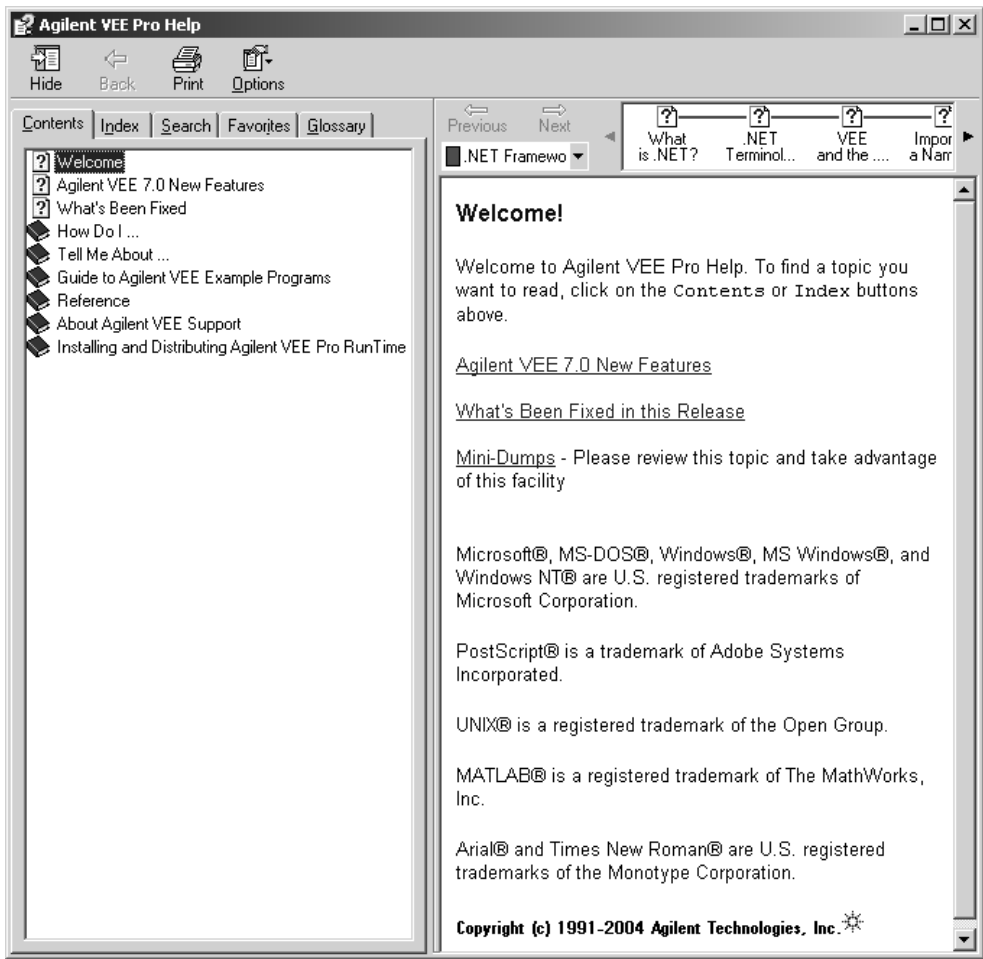 Agilent VEE Pro Help
Hide
Back
Print
Options
Contents
Index
Search
Favorites
Glossary
Welcome
Agilent VEE 7.0 New Features
What's Been Fixed
How Do I ...
Tell Me About ...
Guide to Agilent VEE Example Programs
Reference
About Agilent VEE Support
Installing and Distributing Agilent VEE Pro RunTime
Previous
Next
.NET Framewo
What
is .NET?
.NET
Terminol...
VEE
and the ....
Impor
a Nam
Welcome!
Welcome to Agilent VEE Pro Help. To find a topic you
want to read, click on the Contents or Index buttons
above.
Agilent VEE 7.0 New Features
What's Been Fixed in this Release
Mini-Dumps - Please review this topic and take advantage
of this facility
Microsoft®, MS-DOS®, Windows®, MS Windows®, and
Windows NT® are U.S. registered trademarks of
Microsoft Corporation.
PostScript® is a trademark of Adobe Systems
Incorporated.
UNIX® is a registered trademark of the Open Group.
MATLAB® is a registered trademark of The MathWorks,
Inc.
Arial® and Times New Roman® are U.S. registered
trademarks of the Monotype Corporation.
Copyright (c) 1991-2004 Agilent Technologies, Inc.